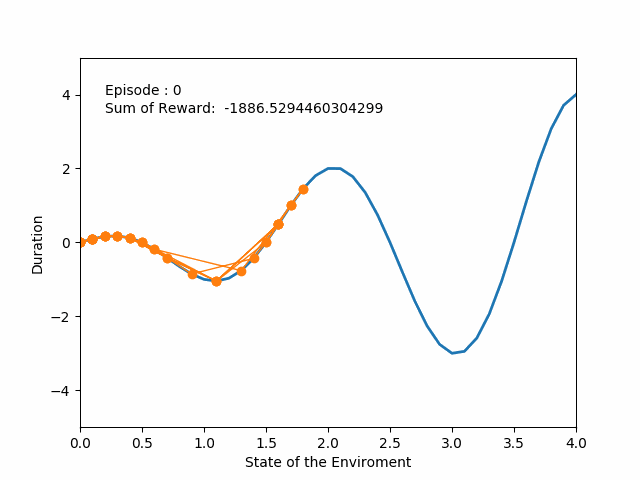 Episode : 0
Sum of Reward:  -1886.5294460304299
4
2
0
−2
−4
Duration
0.0 0.5 1.0 1.5 2.0 2.5 3.0 3.5 4.0
State of the Enviroment